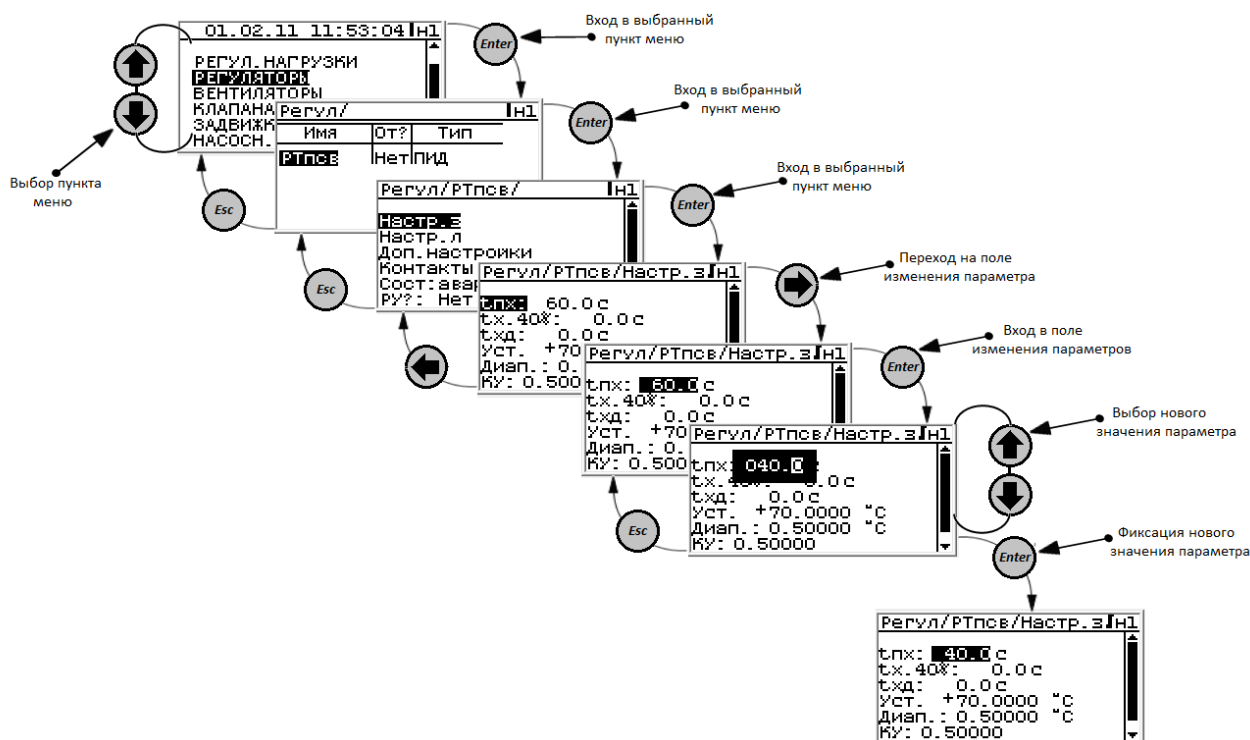 01.02.11 11:53:04 Н1
РЕГУЛ.НАГРУЗКИ
РЕГУЛЯТОРЫ
ВЕНТИЛЯТОРЫ
КЛАПАНА
ЗАДВИЖК
НАСОСН.
Enter
Вход в выбранный
пункт меню
Выбор пункта
меню
Esc
Регул/ Н1
Имя От? Тип
РТпсв Нет ПИД
Enter
Вход в выбранный
пункт меню
Esc
Регул/РТпсв/ Н1
Настр.з
Настр.л
Доп.настройки
Контакты
Сост:авар
РУ?: Нет
Enter
Вход в выбранный
пункт меню
Регул/РТпсв/Настр.з Н1
tпх: 60.0с
tх.40%: 0.0с
tхд: 0.0с
Уст. +70
Диап.: 0.
КУ: 0.500
Переход на поле
изменения параметра
Регул/РТпсв/Настр.з Н1
tпх: 60.0с
tх.40%: 0.0с
tхд: 0.0с
Уст. +70
Диап.: 0.
КУ: 0.500
Enter
Вход в поле
изменения параметров
Esc
Регул/РТпсв/Настр.з Н1
tпх: 040.0
tх.40%: 0.0с
tхд: 0.0с
Уст. +70.0000 °С
Диап.: 0.50000 °С
КУ: 0.50000
Выбор нового
значения параметра
Enter
Фиксация нового
значения параметра
Регул/РТпсв/Настр.з Н1
tпх: 40.0с
tх.40%: 0.0с
tхд: 0.0с
Уст. +70.0000 °С
Диап.: 0.50000 °С
КУ: 0.50000